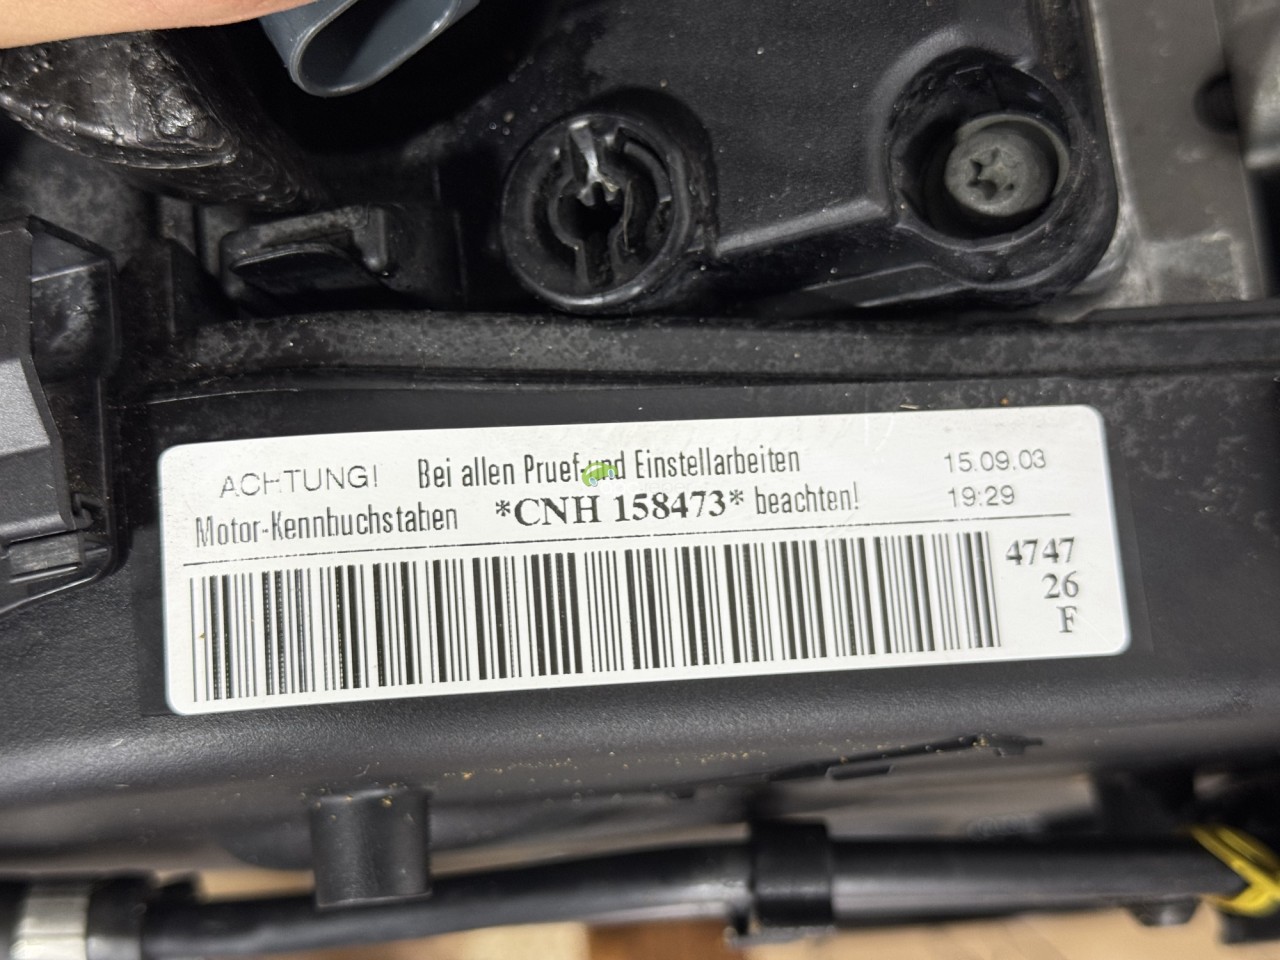 ACHTUNG! Bei allen Pruef-und Einstellarbeiten 15.09.03
Motor-Kennbuchstaben *CNH 158473* beachten! 19:29
4747
26
F